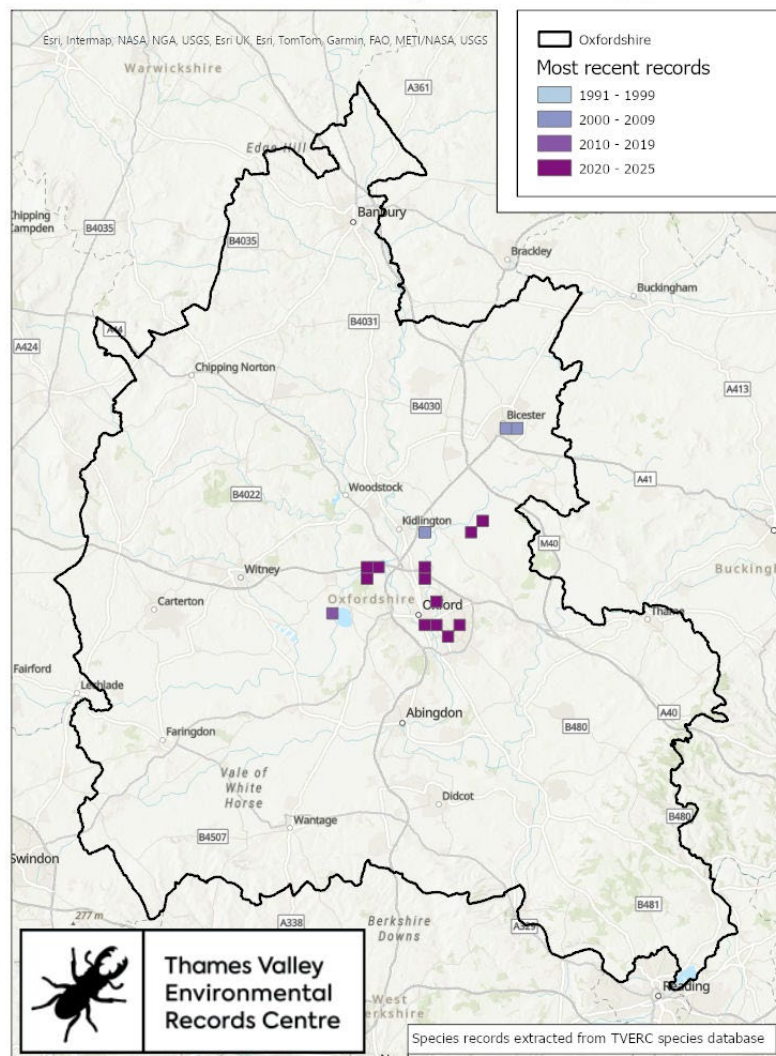 Esri, Intermap, NASA, NGA, USGS, Esri UK, Esri, TomTom, Garmin, FAO, METI/NASA, USGS
Oxfordshire
Most recent records
1991 - 1999
2000 - 2009
2010 - 2019
2020 - 2025
Warwickshire
A361
Edge Hill
Chipping
Campden
B4035
B4035
Banbury
Brackley
Buckingham
A44
B4031
A424
Chipping Norton
A413
B4030
Bicester
A41
B4022
Woodstock
Kidlington
M40
Buckingh
Witney
Oxfordshire
Carterton
Oxford
Thame
Fairford
Lechlade
A40
Abingdon
B480
Faringdon
Vale of
White
Horse
Didcot
B480
Wantage
B4507
Swindon
B481
277 m
A338
A329
Berkshire
Downs
Reading
West
erkshire
Thames Valley
Environmental
Records Centre
Species records extracted from TVERC species database